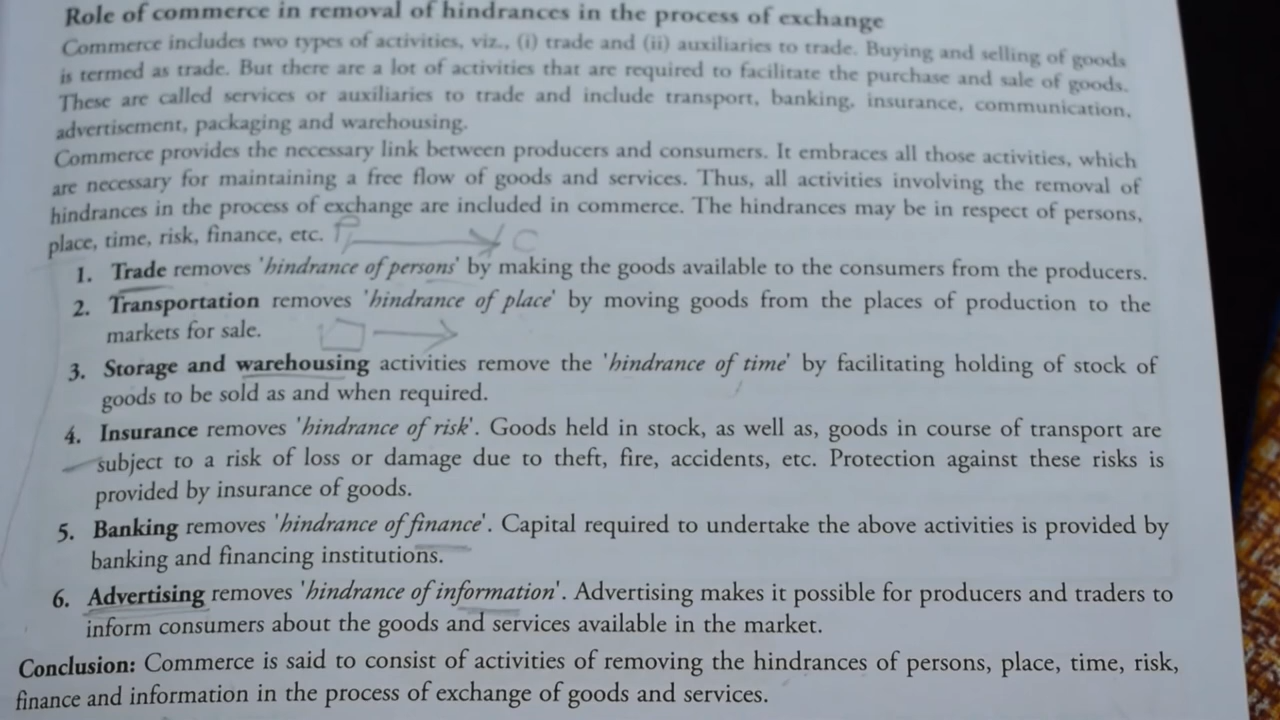 Role of commerce in removal of hindrances in the process of exchange
Commerce includes two types of activities, viz., (i) trade and (ii) auxiliaries to trade. Buying and selling of goods
is termed as trade. But there are a lot of activities that are required to facilitate the purchase and sale of goods.
These are called services or auxiliaries to trade and include transport, banking, insurance, communication,
advertisement, packaging and warehousing.
Commerce provides the necessary link between producers and consumers. It embraces all those activities, which
are necessary for maintaining a free flow of goods and services. Thus, all activities involving the removal of
hindrances in the process of exchange are included in commerce. The hindrances may be in respect of persons,
place, time, risk, finance, etc. P C
1. Trade removes 'hindrance of persons' by making the goods available to the consumers from the producers.
2. Transportation removes 'hindrance of place' by moving goods from the places of production to the
markets for sale.
3. Storage and warehousing activities remove the 'hindrance of time' by facilitating holding of stock of
goods to be sold as and when required.
4. Insurance removes 'hindrance of risk'. Goods held in stock, as well as, goods in course of transport are
subject to a risk of loss or damage due to theft, fire, accidents, etc. Protection against these risks is
provided by insurance of goods.
5. Banking removes 'hindrance of finance'. Capital required to undertake the above activities is provided by
banking and financing institutions.
6. Advertising removes 'hindrance of information'. Advertising makes it possible for producers and traders to
inform consumers about the goods and services available in the market.
Conclusion: Commerce is said to consist of activities of removing the hindrances of persons, place, time, risk,
finance and information in the process of exchange of goods and services.